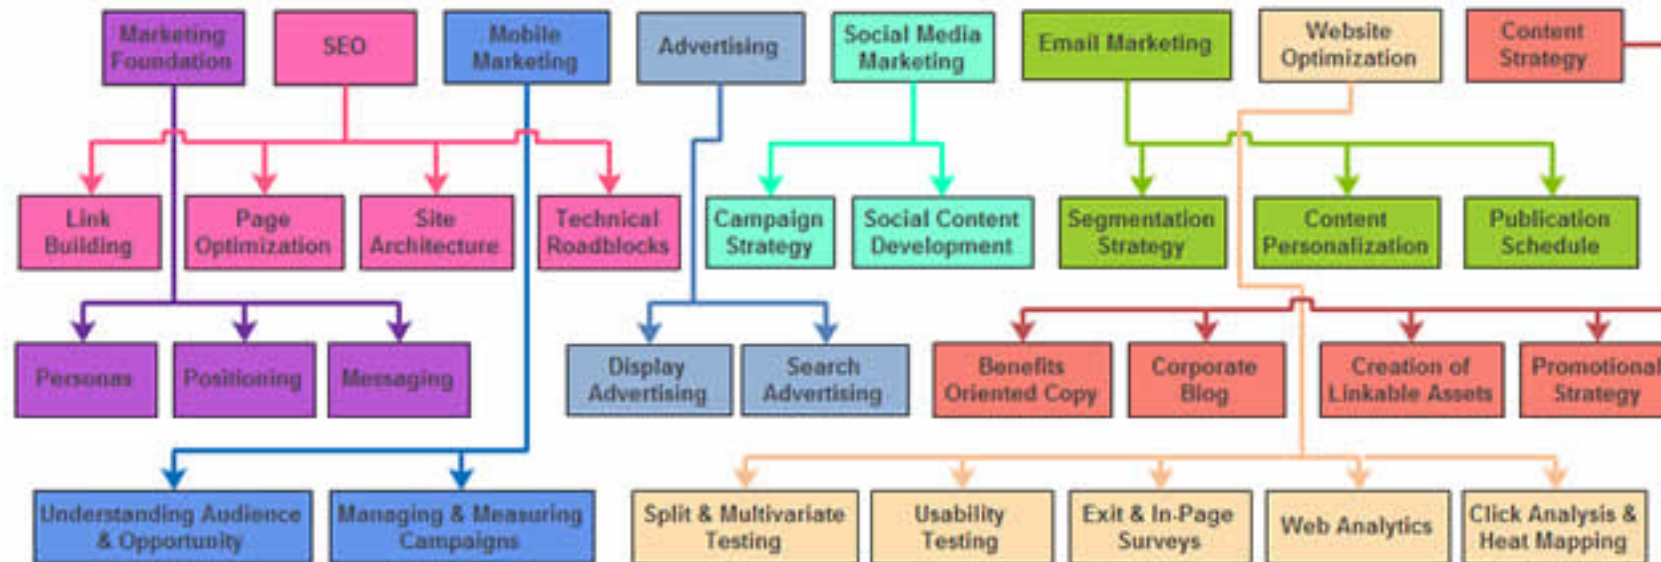 Marketing
Foundation
SEO
Mobile
Marketing
Advertising
Social Media
Marketing
Email Marketing
Website
Optimization
Content
Strategy
Link
Building
Page
Optimization
Site
Architecture
Technical
Roadblocks
Campaign
Strategy
Social Content
Development
Segmentation
Strategy
Content
Personalization
Publication
Schedule
Personas
Positioning
Messaging
Display
Advertising
Search
Advertising
Benefits
Oriented Copy
Corporate
Blog
Creation of
Linkable Assets
Promotional
Strategy
Understanding Audience
& Opportunity
Managing & Measuring
Campaigns
Split & Multivariate
Testing
Usability
Testing
Exit & In-Page
Surveys
Web Analytics
Click Analysis &
Heat Mapping